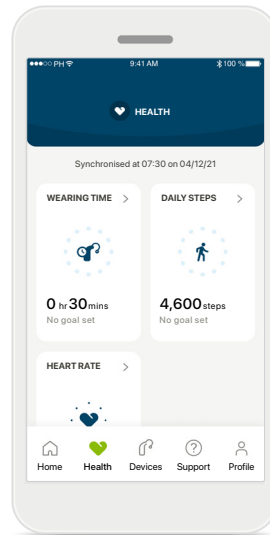 PH 9:41 AM 100 %
HEALTH
Synchronised at 07:30 on 04/12/21
WEARING TIME > DAILY STEPS >
0 hr 30 mins 4,600 steps
No goal set No goal set
HEART RATE >
Home Health Devices Support Profile